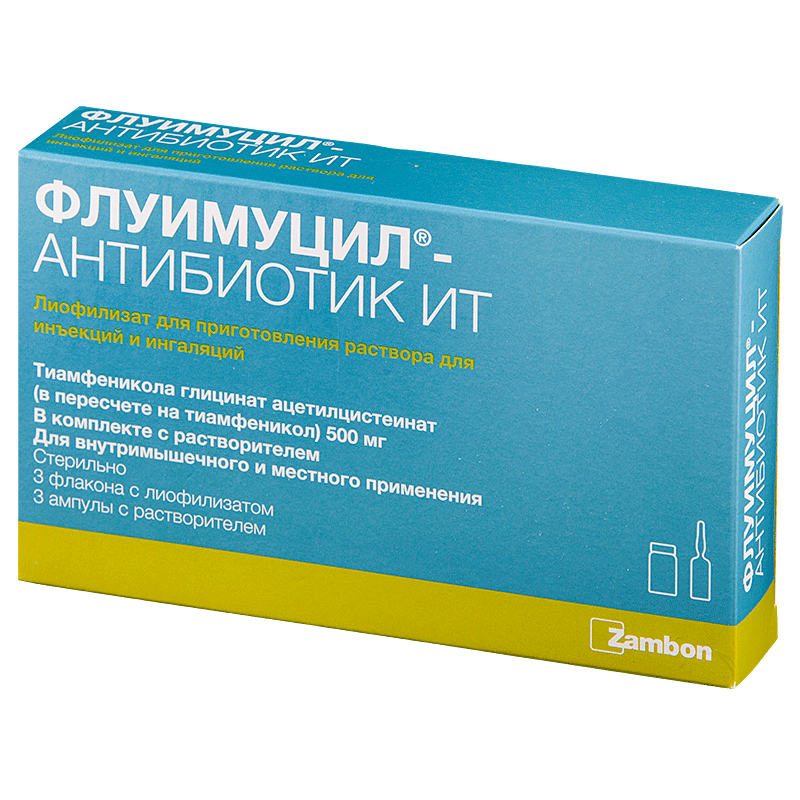 ФЛУИМУЦИЛ®-
АНТИБИОТИК ИТ
Лиофилизат для приготовления раствора для
инъекций и ингаляций
ФЛУИМУЦИЛ®-
АНТИБИОТИК ИТ
Лиофилизат для приготовления раствора для
инъекций и ингаляций
Тиамфеникола глицинат ацетилцистеинат
(в пересчете на тиамфеникол) 500 мг
В комплекте с растворителем
Для внутримышечного и местного применения
Стерильно
3 флакона с лиофилизатом
3 ампулы с растворителем
Zambon
ФЛУИМУЦИЛ®-
АНТИБИОТИК ИТ